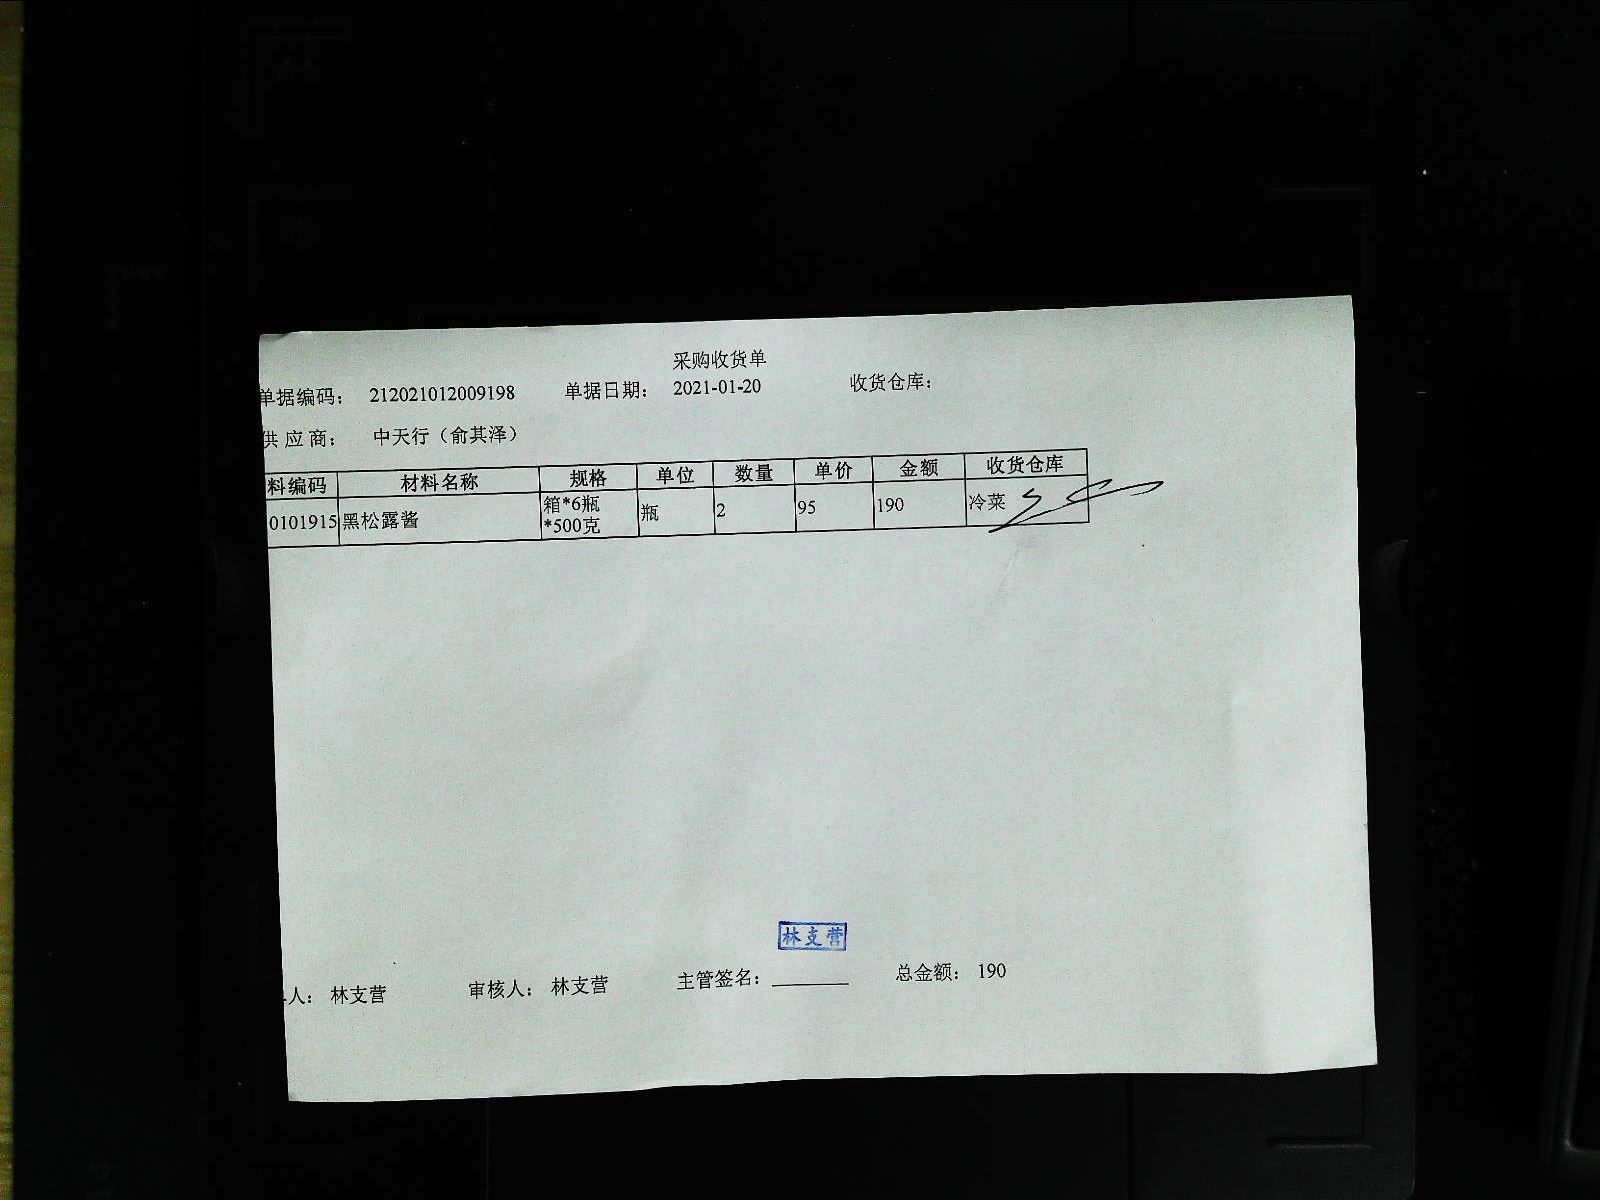 采购收货单
单据编码： 212021012009198 单据日期： 2021-01-20 收货仓库：
供 应 商： 中天行（俞其泽）
料编码 材料名称 规格 单位 数量 单价 金额 收货仓库
0101915 黑松露酱 箱*6瓶 瓶 2 95 190 冷菜
*500克
林支营
人： 林支营 审核人： 林支营 主管签名： 总金额： 190